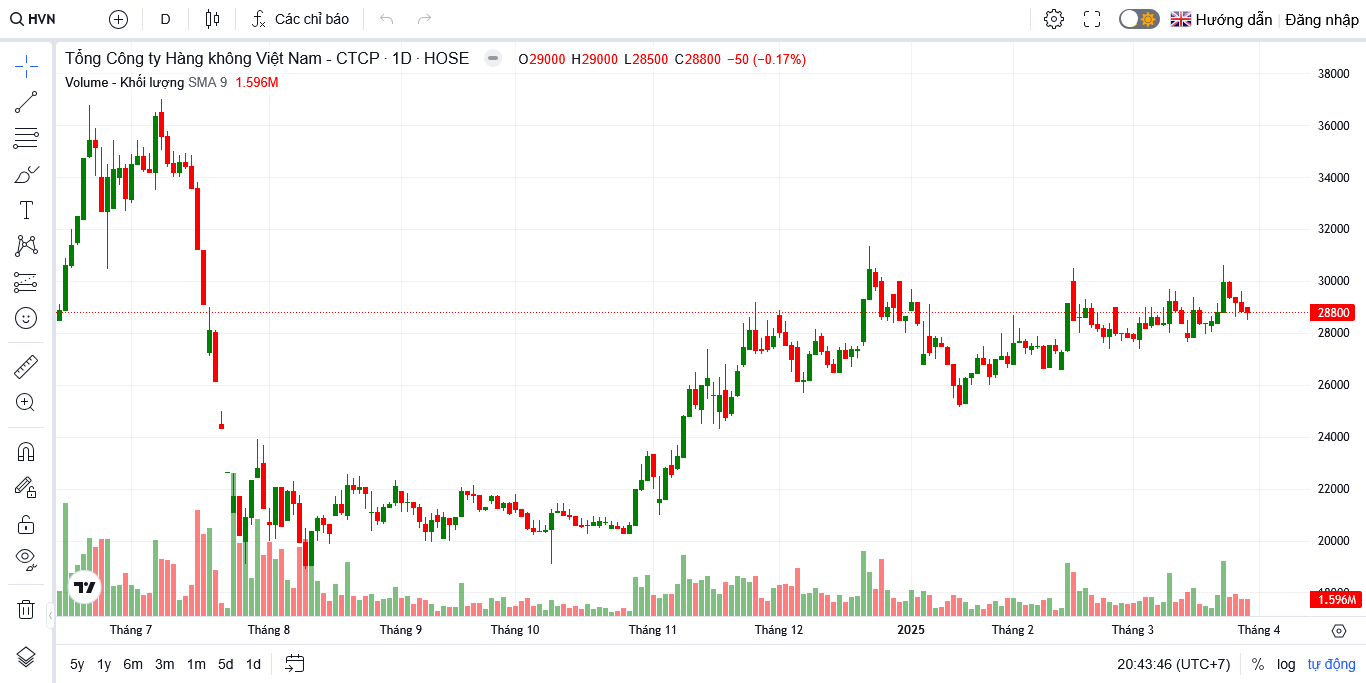 HVN D Các chỉ báo Hướng dẫn Đăng nhập
Tổng Công ty Hàng không Việt Nam - CTCP · 1D · HOSE O29000 H29000 L28500 C28800 −50 (−0.17%)
Volume - Khối lượng SMA 9 1.596M
38000
36000
34000
32000
30000
28800
28000
26000
24000
22000
20000
1.596M
Tháng 7 Tháng 8 Tháng 9 Tháng 10 Tháng 11 Tháng 12 2025 Tháng 2 Tháng 3 Tháng 4
5y 1y 6m 3m 1m 5d 1d 20:43:46 (UTC+7) % log tự động